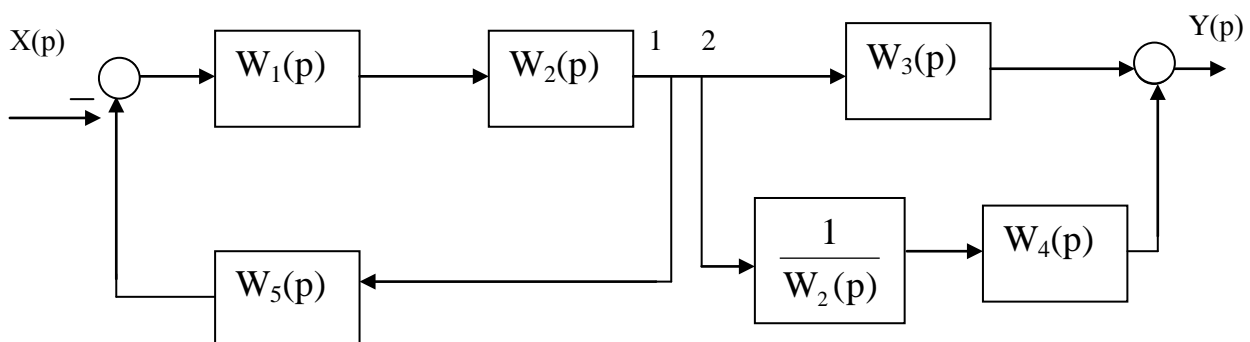 X(p)
Y(p)
1 2
W₁(p)
W₂(p)
W₃(p)
–
W₅(p)
1
W₂(p)
W₄(p)